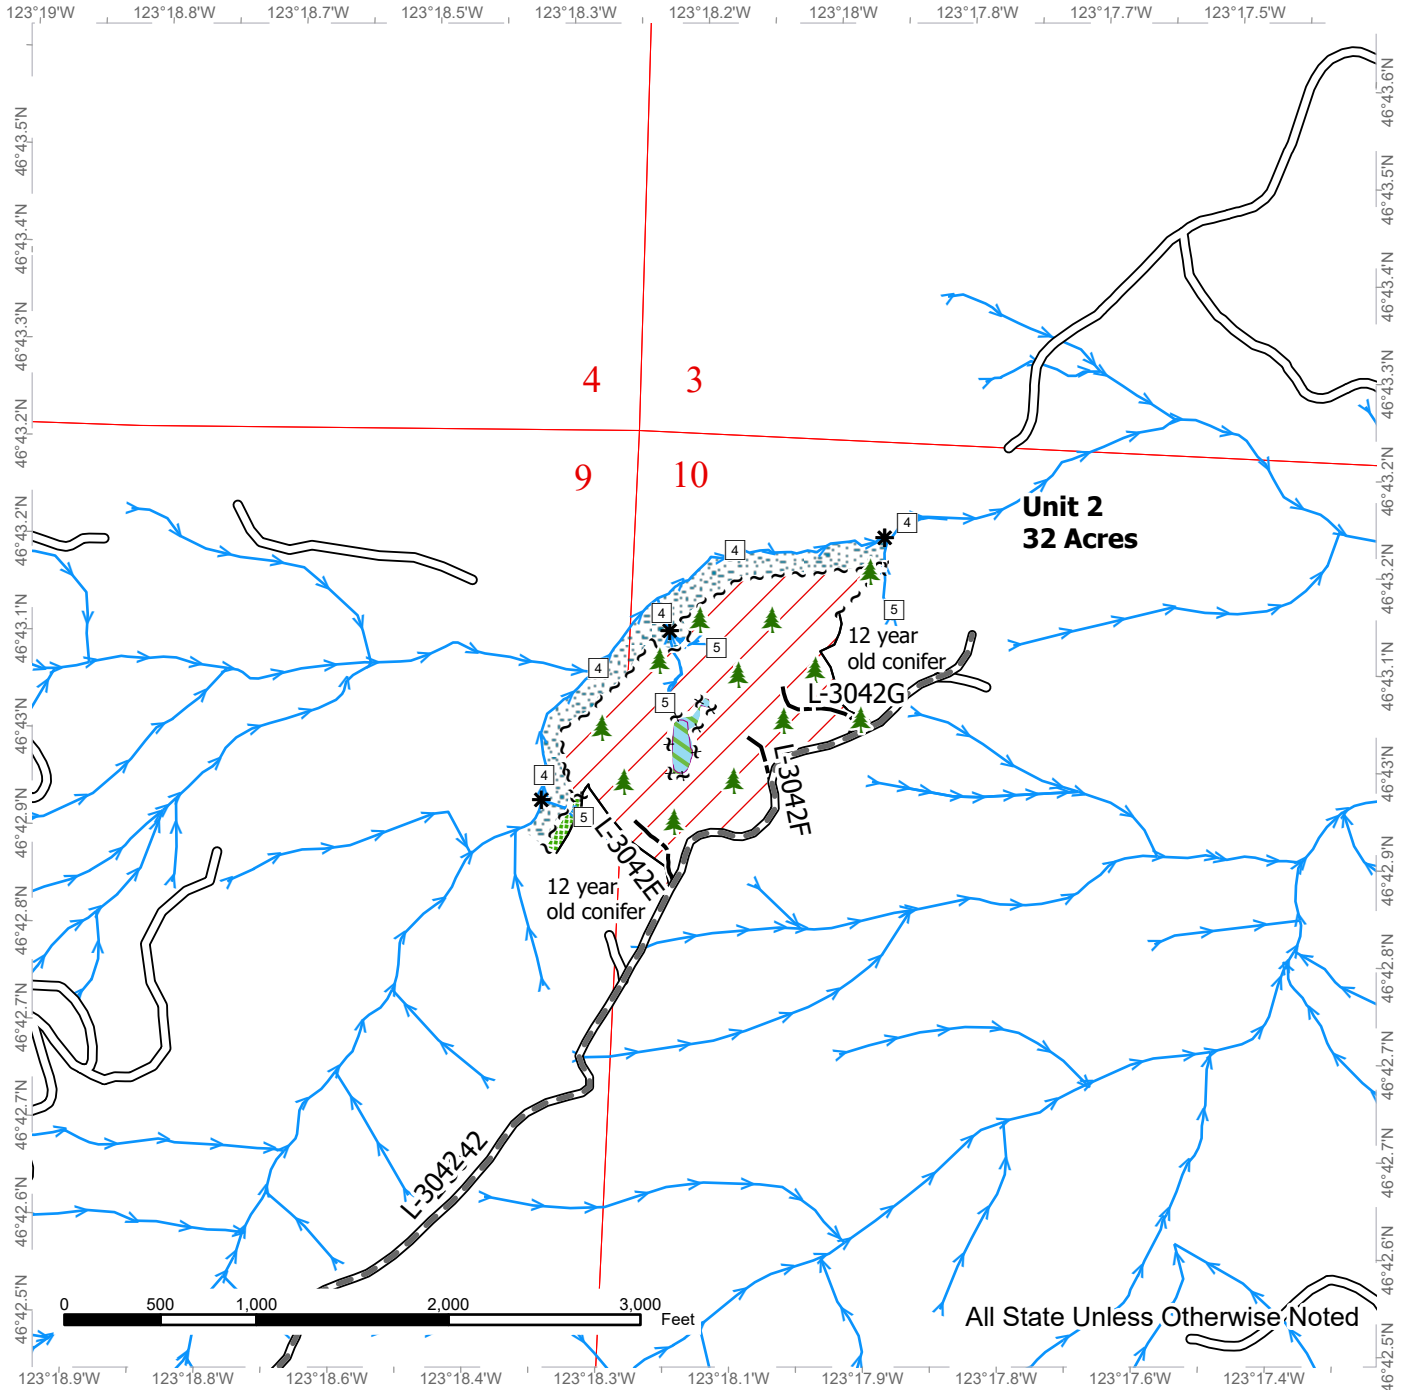 123°19'W 123°18.8'W 123°18.7'W 123°18.5'W 123°18.3'W 123°18.2'W 123°18'W 123°17.8'W 123°17.7'W 123°17.5'W
46°43.5'N
46°43.4'N
46°43.3'N
46°43.2'N
46°43.2'N
46°43.1'N
46°43'N
46°42.9'N
46°42.8'N
46°42.7'N
46°42.7'N
46°42.6'N
46°42.5'N
46°43.6'N
46°43.5'N
46°43.4'N
46°43.3'N
46°43.2'N
46°43.2'N
46°43.1'N
46°43'N
46°42.9'N
46°42.8'N
46°42.7'N
46°42.7'N
46°42.6'N
46°42.5'N
4 3
9 10
Unit 2
32 Acres
4
4
4
5
12 year
old conifer
5
4
L-3042G
5
4
5
L-3042F
L-3042E
12 year
old conifer
L-304242
0 500 1,000 2,000 3,000
Feet
All State Unless Otherwise Noted
123°18.9'W 123°18.8'W 123°18.6'W 123°18.4'W 123°18.3'W 123°18.1'W 123°17.9'W 123°17.8'W 123°17.6'W 123°17.4'W